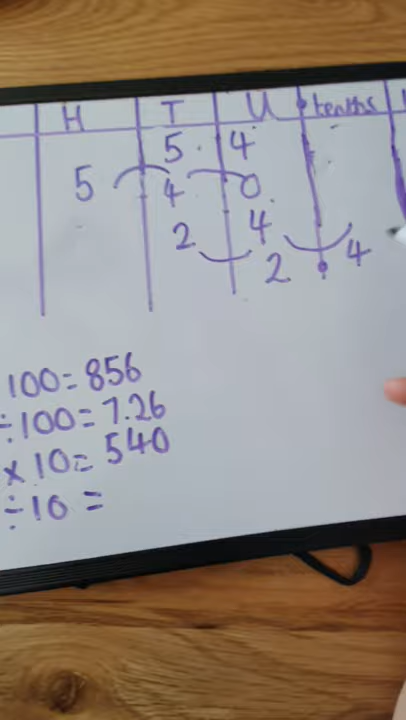 H T U tenths
5 4
5 4 0
2 4
2 . 4
100 = 856
÷ 100 = 7.26
× 10 = 540
÷ 10 =